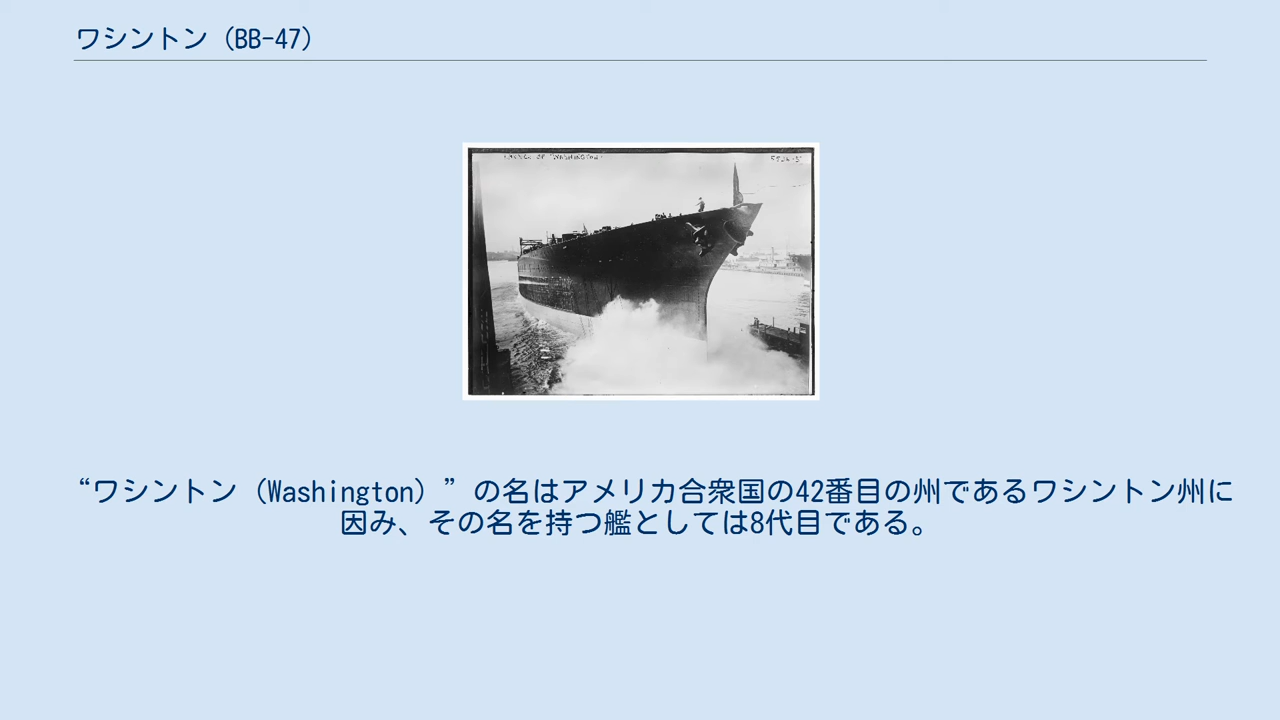 ワシントン（BB-47）
LAUNCH OF "WASHINGTON"
“ワシントン（Washington）”の名はアメリカ合衆国の42番目の州であるワシントン州に
因み、その名を持つ艦としては8代目である。